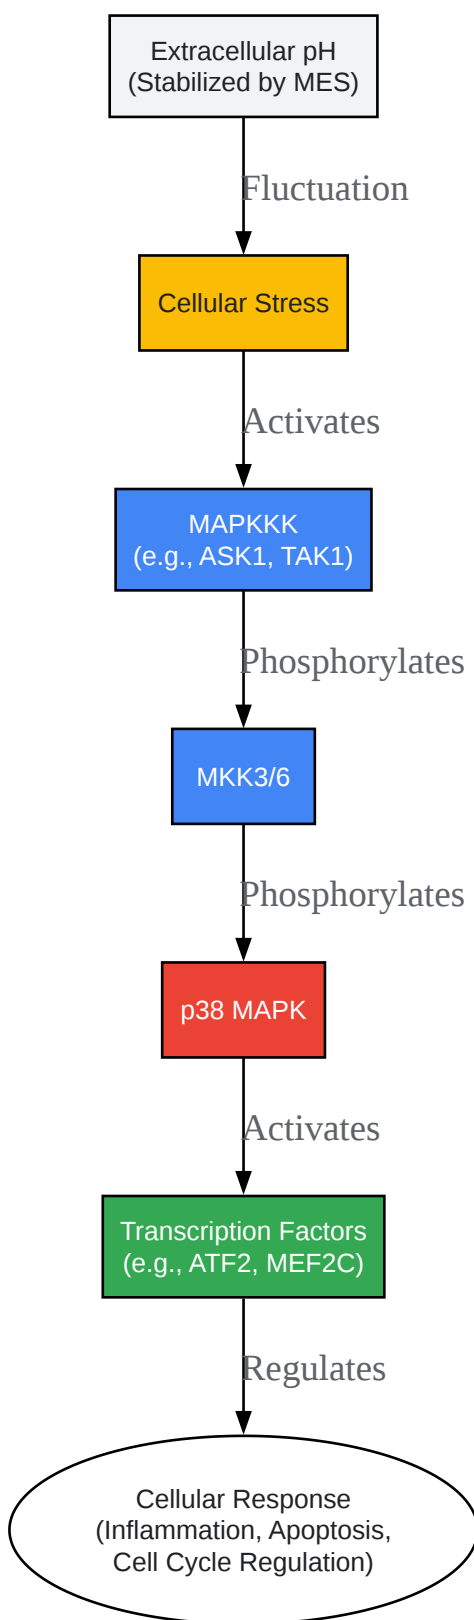 Extracellular pH
(Stabilized by MES)
Fluctuation
Cellular Stress
Activates
MAPKKK
(e.g., ASK1, TAK1)
Phosphorylates
MKK3/6
Phosphorylates
p38 MAPK
Activates
Transcription Factors
(e.g., ATF2, MEF2C)
Regulates
Cellular Response
(Inflammation, Apoptosis,
Cell Cycle Regulation)